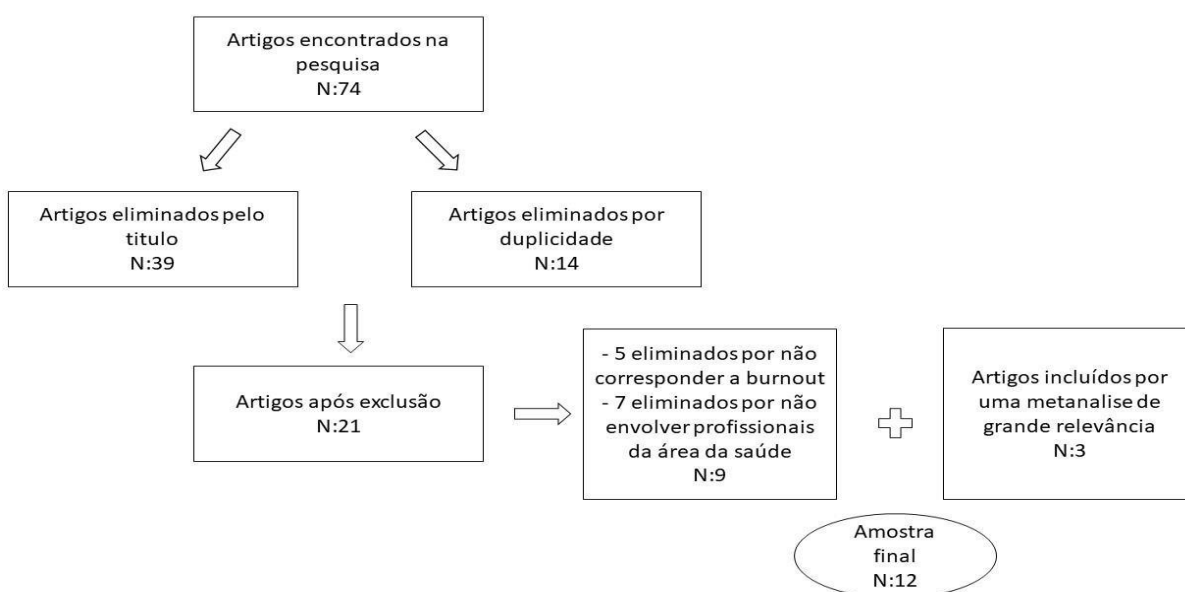 Artigos encontrados na
pesquisa
N:74
Artigos eliminados pelo
titulo
N:39
Artigos eliminados por
duplicidade
N:14
Artigos após exclusão
N:21
- 5 eliminados por não
corresponder a burnout
- 7 eliminados por não
envolver profissionais
da área da saúde
N:9
Artigos incluídos por
uma metanalise de
grande relevância
N:3
Amostra
final
N:12